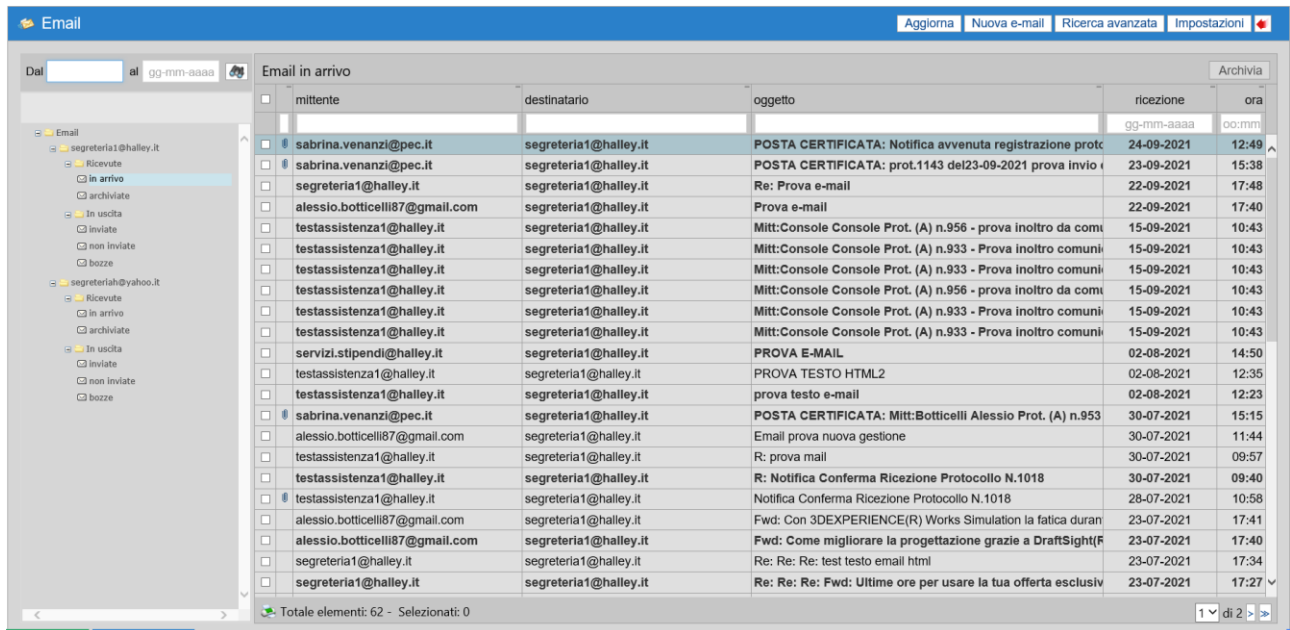 Email
Aggiorna Nuova e-mail Ricerca avanzata Impostazioni
Dal al gg-mm-aaaa
Email in arrivo Archivia
Email
segreteria1@halley.it
Ricevute
in arrivo
archiviate
In uscita
inviate
non inviate
bozze
segreteriah@yahoo.it
Ricevute
in arrivo
archiviate
In uscita
inviate
non inviate
bozze
mittente destinatario oggetto ricezione ora
gg-mm-aaaa oo:mm
sabrina.venanzi@pec.it segreteria1@halley.it POSTA CERTIFICATA: Notifica avvenuta registrazione proto 24-09-2021 12:49
sabrina.venanzi@pec.it segreteria1@halley.it POSTA CERTIFICATA: prot.1143 del23-09-2021 prova invio 23-09-2021 15:38
segreteria1@halley.it segreteria1@halley.it Re: Prova e-mail 22-09-2021 17:48
alessio.botticelli87@gmail.com segreteria1@halley.it Prova e-mail 22-09-2021 17:40
testassistenza1@halley.it segreteria1@halley.it Mitt:Console Console Prot. (A) n.956 - prova inoltro da comu 15-09-2021 10:43
testassistenza1@halley.it segreteria1@halley.it Mitt:Console Console Prot. (A) n.933 - Prova inoltro comuni 15-09-2021 10:43
testassistenza1@halley.it segreteria1@halley.it Mitt:Console Console Prot. (A) n.933 - Prova inoltro comuni 15-09-2021 10:43
testassistenza1@halley.it segreteria1@halley.it Mitt:Console Console Prot. (A) n.956 - prova inoltro da comu 15-09-2021 10:43
testassistenza1@halley.it segreteria1@halley.it Mitt:Console Console Prot. (A) n.933 - Prova inoltro comuni 15-09-2021 10:43
testassistenza1@halley.it segreteria1@halley.it Mitt:Console Console Prot. (A) n.933 - Prova inoltro comuni 15-09-2021 10:43
servizi.stipendi@halley.it segreteria1@halley.it PROVA E-MAIL 02-08-2021 14:50
testassistenza1@halley.it segreteria1@halley.it PROVA TESTO HTML2 02-08-2021 12:35
testassistenza1@halley.it segreteria1@halley.it prova testo e-mail 02-08-2021 12:23
sabrina.venanzi@pec.it segreteria1@halley.it POSTA CERTIFICATA: Mitt:Botticelli Alessio Prot. (A) n.953 30-07-2021 15:15
alessio.botticelli87@gmail.com segreteria1@halley.it Email prova nuova gestione 30-07-2021 11:44
testassistenza1@halley.it segreteria1@halley.it R: prova mail 30-07-2021 09:57
testassistenza1@halley.it segreteria1@halley.it R: Notifica Conferma Ricezione Protocollo N.1018 30-07-2021 09:40
testassistenza1@halley.it segreteria1@halley.it Notifica Conferma Ricezione Protocollo N.1018 28-07-2021 10:58
alessio.botticelli87@gmail.com segreteria1@halley.it Fwd: Con 3DEXPERIENCE(R) Works Simulation la fatica duran 23-07-2021 17:41
alessio.botticelli87@gmail.com segreteria1@halley.it Fwd: Come migliorare la progettazione grazie a DraftSight(R 23-07-2021 17:40
segreteria1@halley.it segreteria1@halley.it Re: Re: Re: test testo email html 23-07-2021 17:34
segreteria1@halley.it segreteria1@halley.it Re: Re: Re: Fwd: Ultime ore per usare la tua offerta esclusiv 23-07-2021 17:27
Totale elementi: 62 - Selezionati: 0 1 di 2 > >>